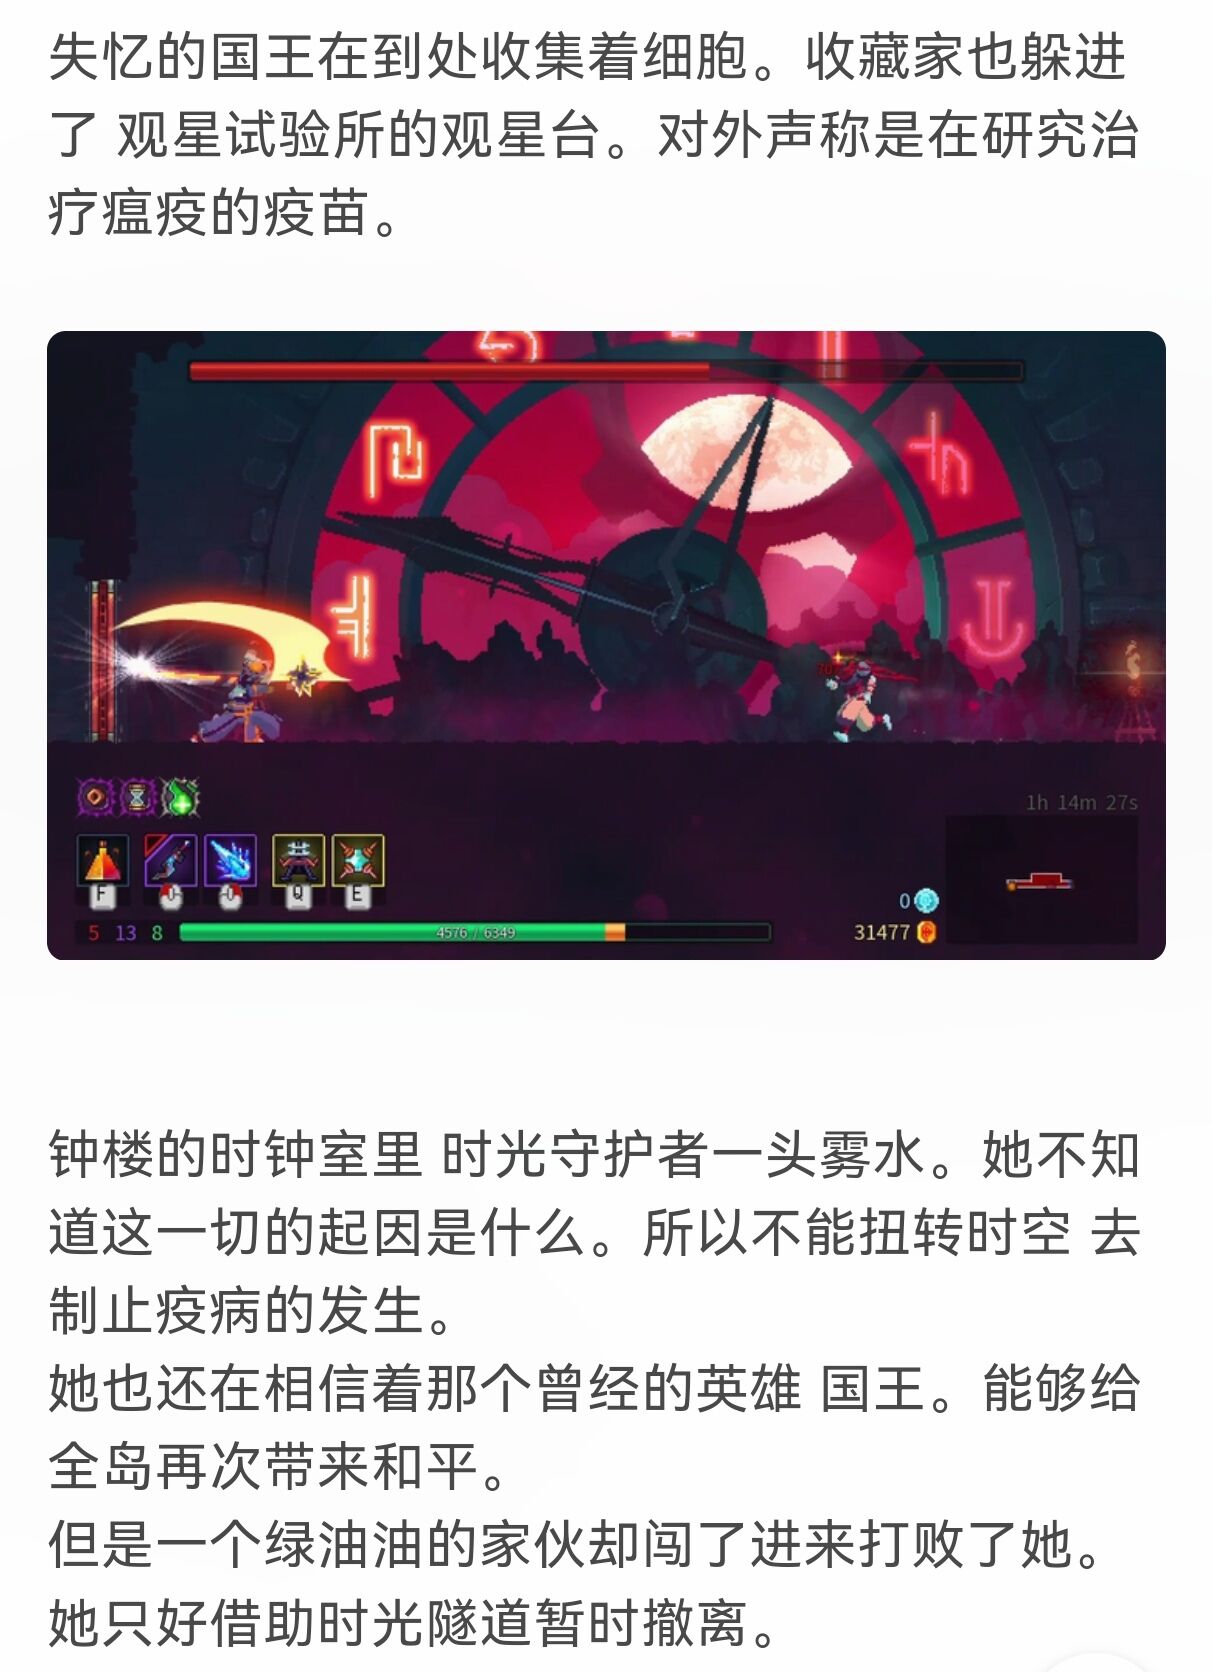 失忆的国王在到处收集着细胞。收藏家也躲进
了 观星试验所的观星台。对外声称是在研究治
疗瘟疫的疫苗。
1h 14m 27s
F
Q
E
0
5 13 8
4576 / 6349
31477
钟楼的时钟室里 时光守护者一头雾水。她不知
道这一切的起因是什么。所以不能扭转时空 去
制止疫病的发生。
她也还在相信着那个曾经的英雄 国王。能够给
全岛再次带来和平。
但是一个绿油油的家伙却闯了进来打败了她。
她只好借助时光隧道暂时撤离。